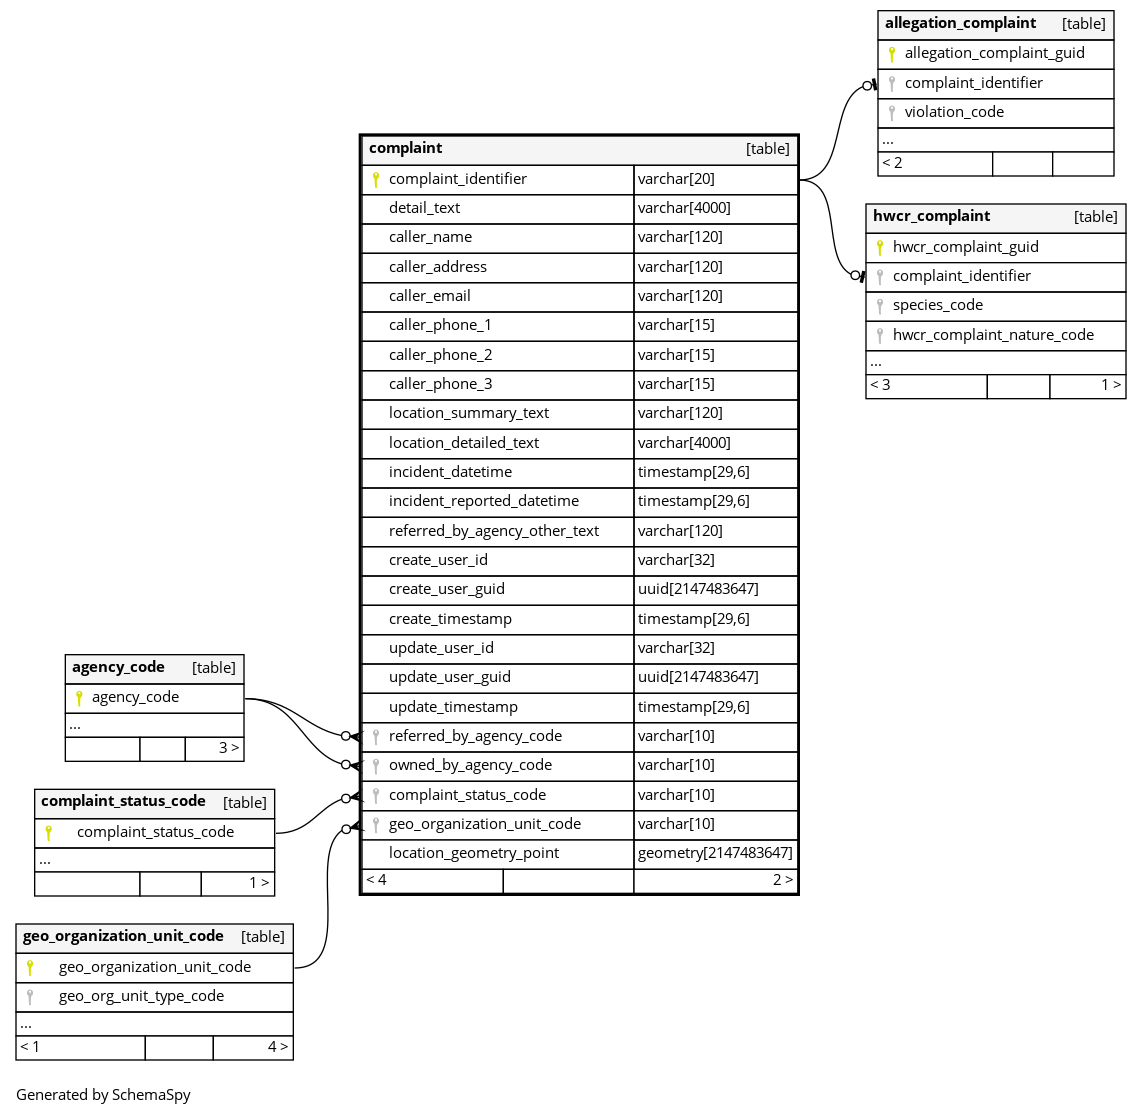 allegation_complaint [table]
allegation_complaint_guid
complaint_identifier
violation_code
...
< 2
complaint [table]
complaint_identifier varchar[20]
detail_text varchar[4000]
caller_name varchar[120]
caller_address varchar[120]
caller_email varchar[120]
caller_phone_1 varchar[15]
caller_phone_2 varchar[15]
caller_phone_3 varchar[15]
location_summary_text varchar[120]
location_detailed_text varchar[4000]
incident_datetime timestamp[29,6]
incident_reported_datetime timestamp[29,6]
referred_by_agency_other_text varchar[120]
create_user_id varchar[32]
create_user_guid uuid[2147483647]
create_timestamp timestamp[29,6]
update_user_id varchar[32]
update_user_guid uuid[2147483647]
update_timestamp timestamp[29,6]
referred_by_agency_code varchar[10]
owned_by_agency_code varchar[10]
complaint_status_code varchar[10]
geo_organization_unit_code varchar[10]
location_geometry_point geometry[2147483647]
< 4 2 >
hwcr_complaint [table]
hwcr_complaint_guid
complaint_identifier
species_code
hwcr_complaint_nature_code
...
< 3 1 >
agency_code [table]
agency_code
...
3 >
complaint_status_code [table]
complaint_status_code
...
1 >
geo_organization_unit_code [table]
geo_organization_unit_code
geo_org_unit_type_code
...
< 1 4 >
Generated by SchemaSpy